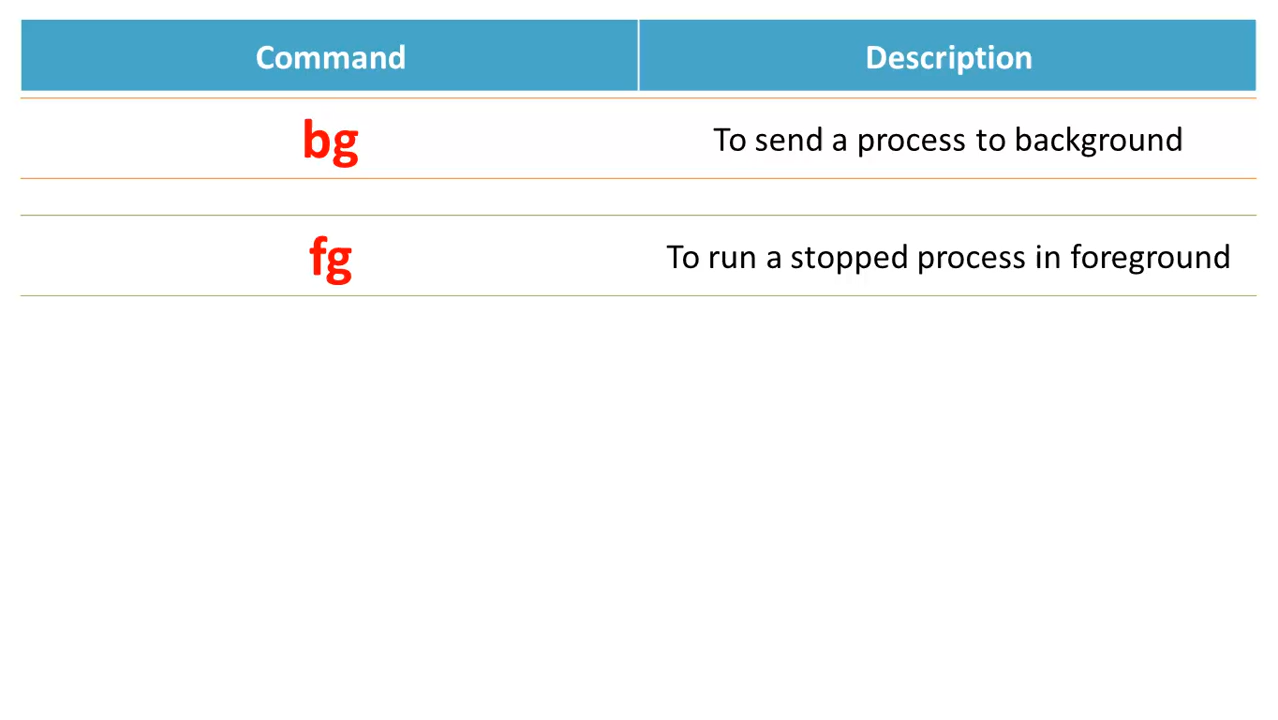 Command Description
bg To send a process to background
fg To run a stopped process in foreground